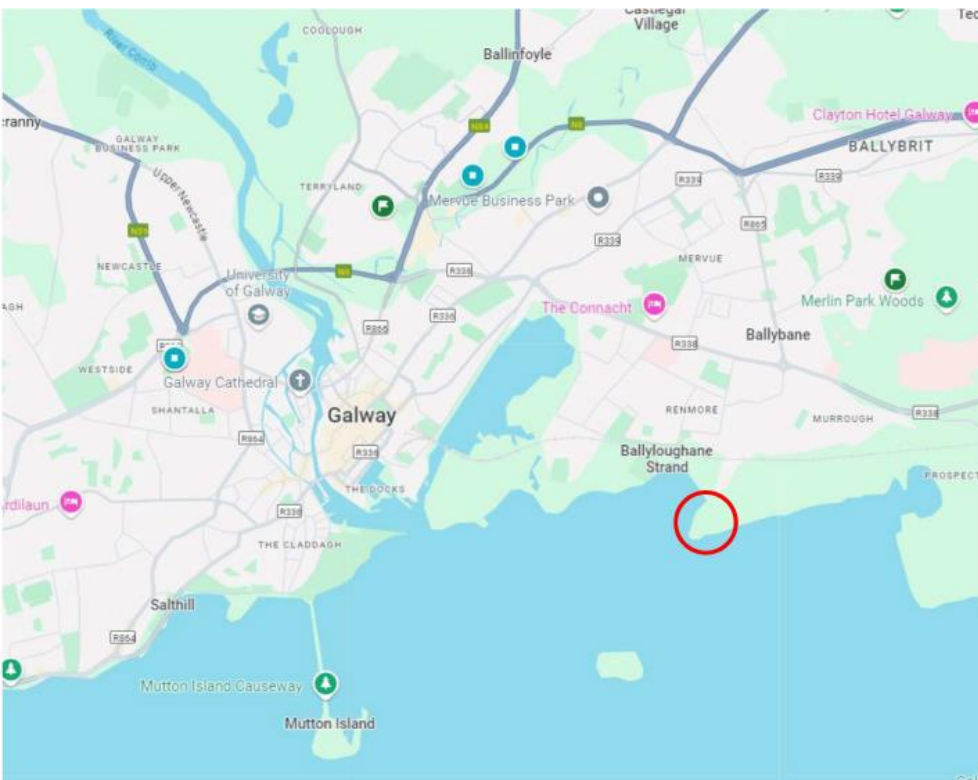 COOLOUGH
Village
Ballinfoyle
River Corrib
Clayton Hotel Galway
BALLYBRIT
GALWAY
BUSINESS PARK
Upper Newcastle
N84
N6
R339
R339
TERRYLAND
Mervue Business Park
N59
R865
R339
NEWCASTLE
University
of Galway
N6
R338
MERVUE
The Connacht
Merlin Park Woods
R336
R866
R338
Ballybane
WESTSIDE
Galway Cathedral
SHANTALLA
Galway
RENMORE
MURROUGH
R338
R864
R336
Ballyloughane
Strand
PROSPECT
THE DOCKS
rdilaun
R336
THE CLADDAGH
Salthill
R864
Mutton Island Causeway
Mutton Island